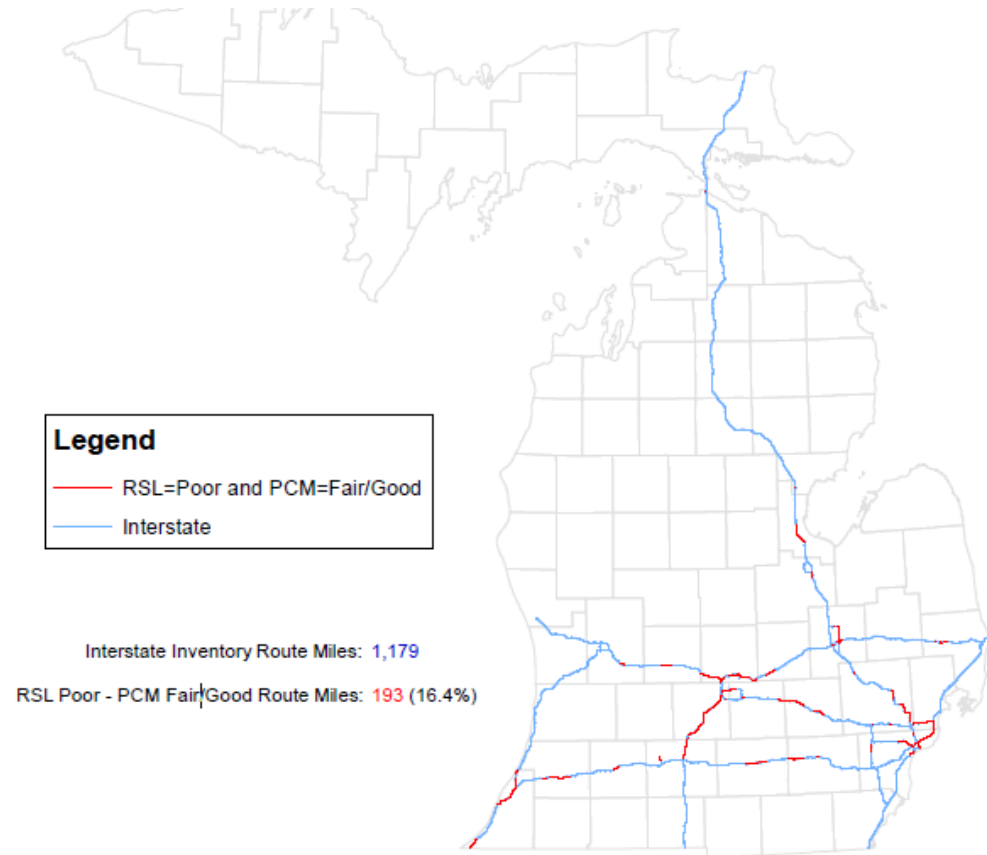 Legend
RSL=Poor and PCM=Fair/Good
Interstate
Interstate Inventory Route Miles: 1,179
RSL Poor - PCM Fair/Good Route Miles: 193 (16.4%)